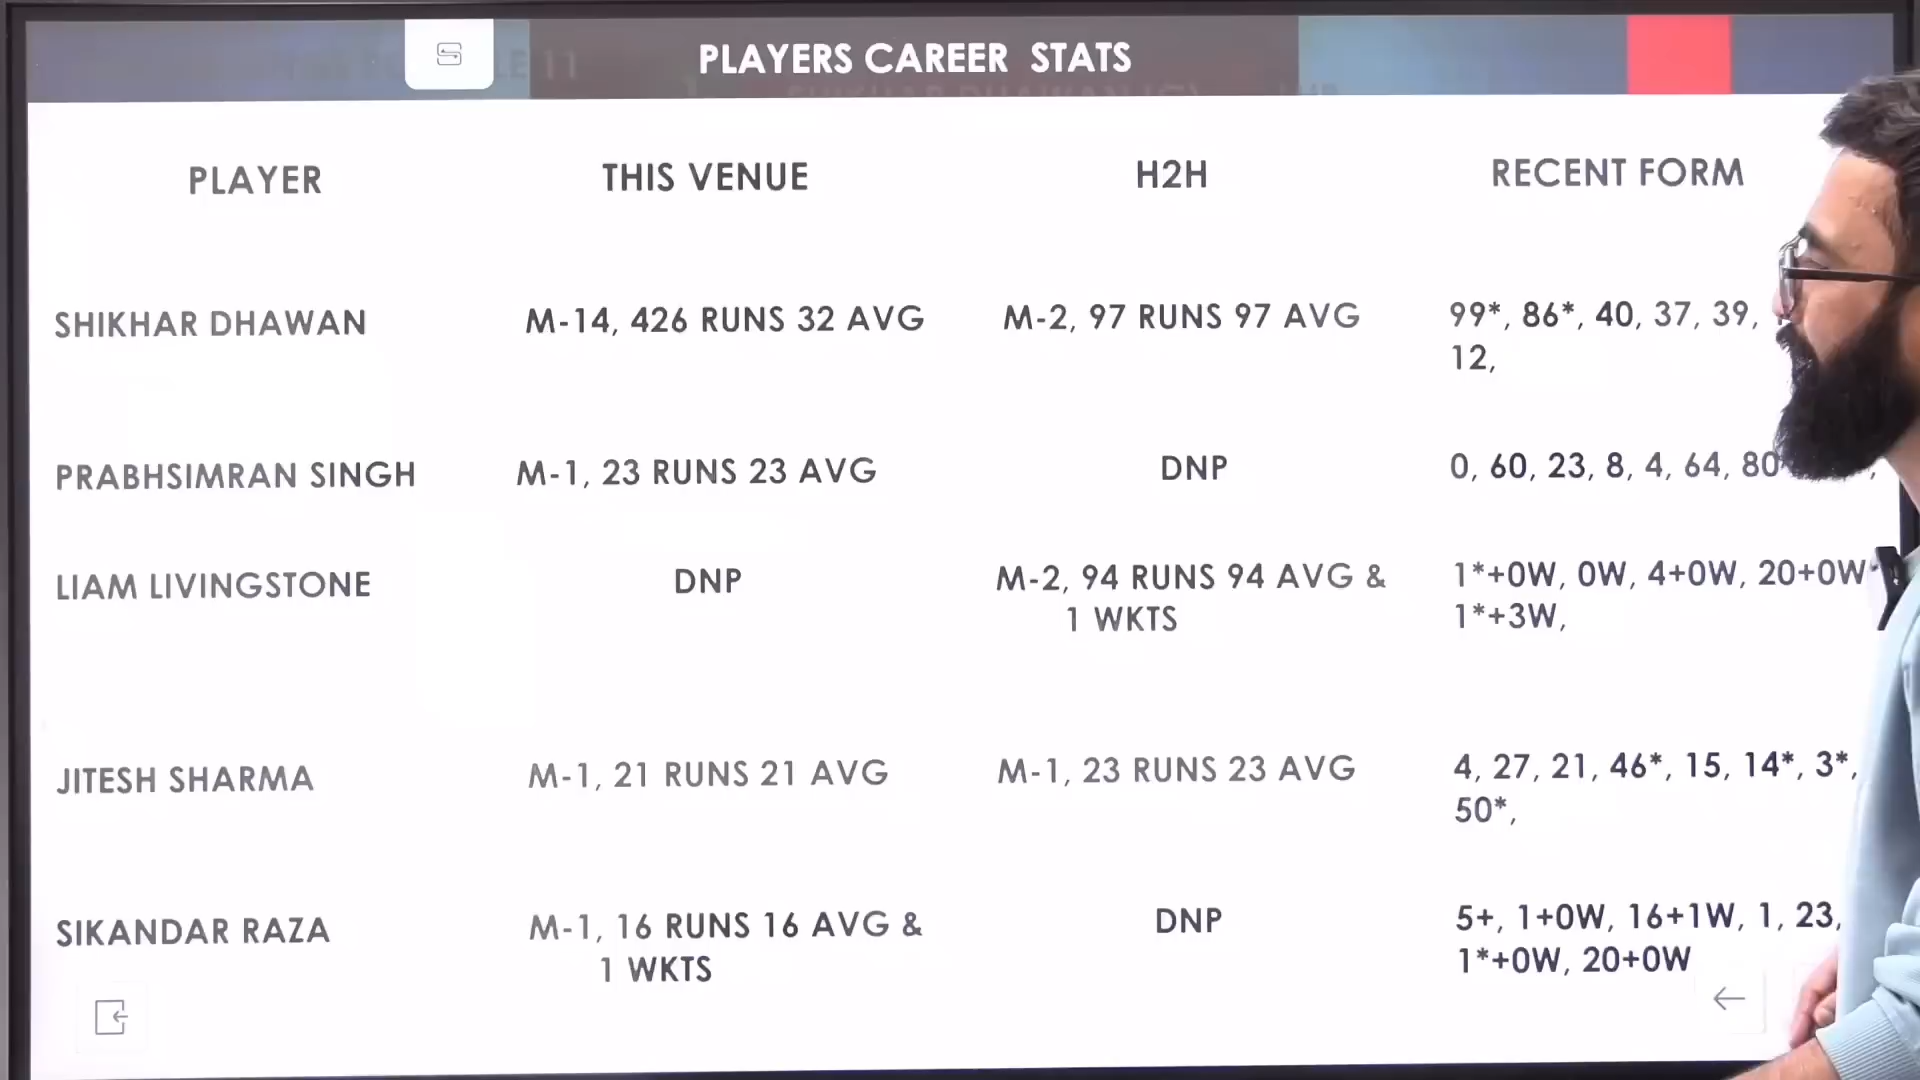 PLAYERS CAREER STATS
PLAYER THIS VENUE H2H RECENT FORM
SHIKHAR DHAWAN M-14, 426 RUNS 32 AVG M-2, 97 RUNS 97 AVG 99*, 86*, 40, 37, 39,
12,
PRABHSIMRAN SINGH M-1, 23 RUNS 23 AVG DNP 0, 60, 23, 8, 4, 64, 80
LIAM LIVINGSTONE DNP M-2, 94 RUNS 94 AVG & 1*+0W, 0W, 4+0W, 20+0W
1 WKTS 1*+3W,
JITESH SHARMA M-1, 21 RUNS 21 AVG M-1, 23 RUNS 23 AVG 4, 27, 21, 46*, 15, 14*, 3*,
50*,
SIKANDAR RAZA M-1, 16 RUNS 16 AVG & DNP 5+, 1+0W, 16+1W, 1, 23,
1 WKTS 1*+0W, 20+0W